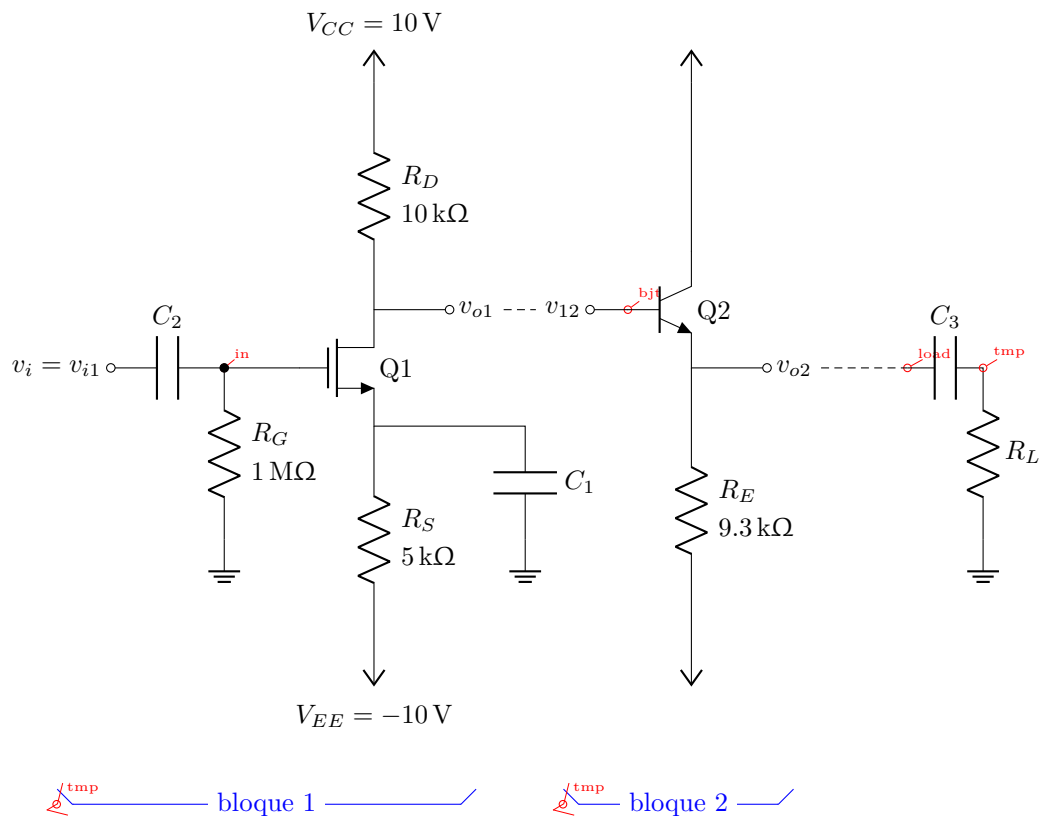 V_{CC} = 10 V
R_D
10 kΩ
C_2
v_i = v_{i1}
in
R_G
1 MΩ
Q1
v_{o1}
v_{12}
bjt
Q2
C_1
R_S
5 kΩ
V_{EE} = −10 V
v_{o2}
R_E
9.3 kΩ
load
C_3
tmp
R_L
tmp
bloque 1
tmp
bloque 2